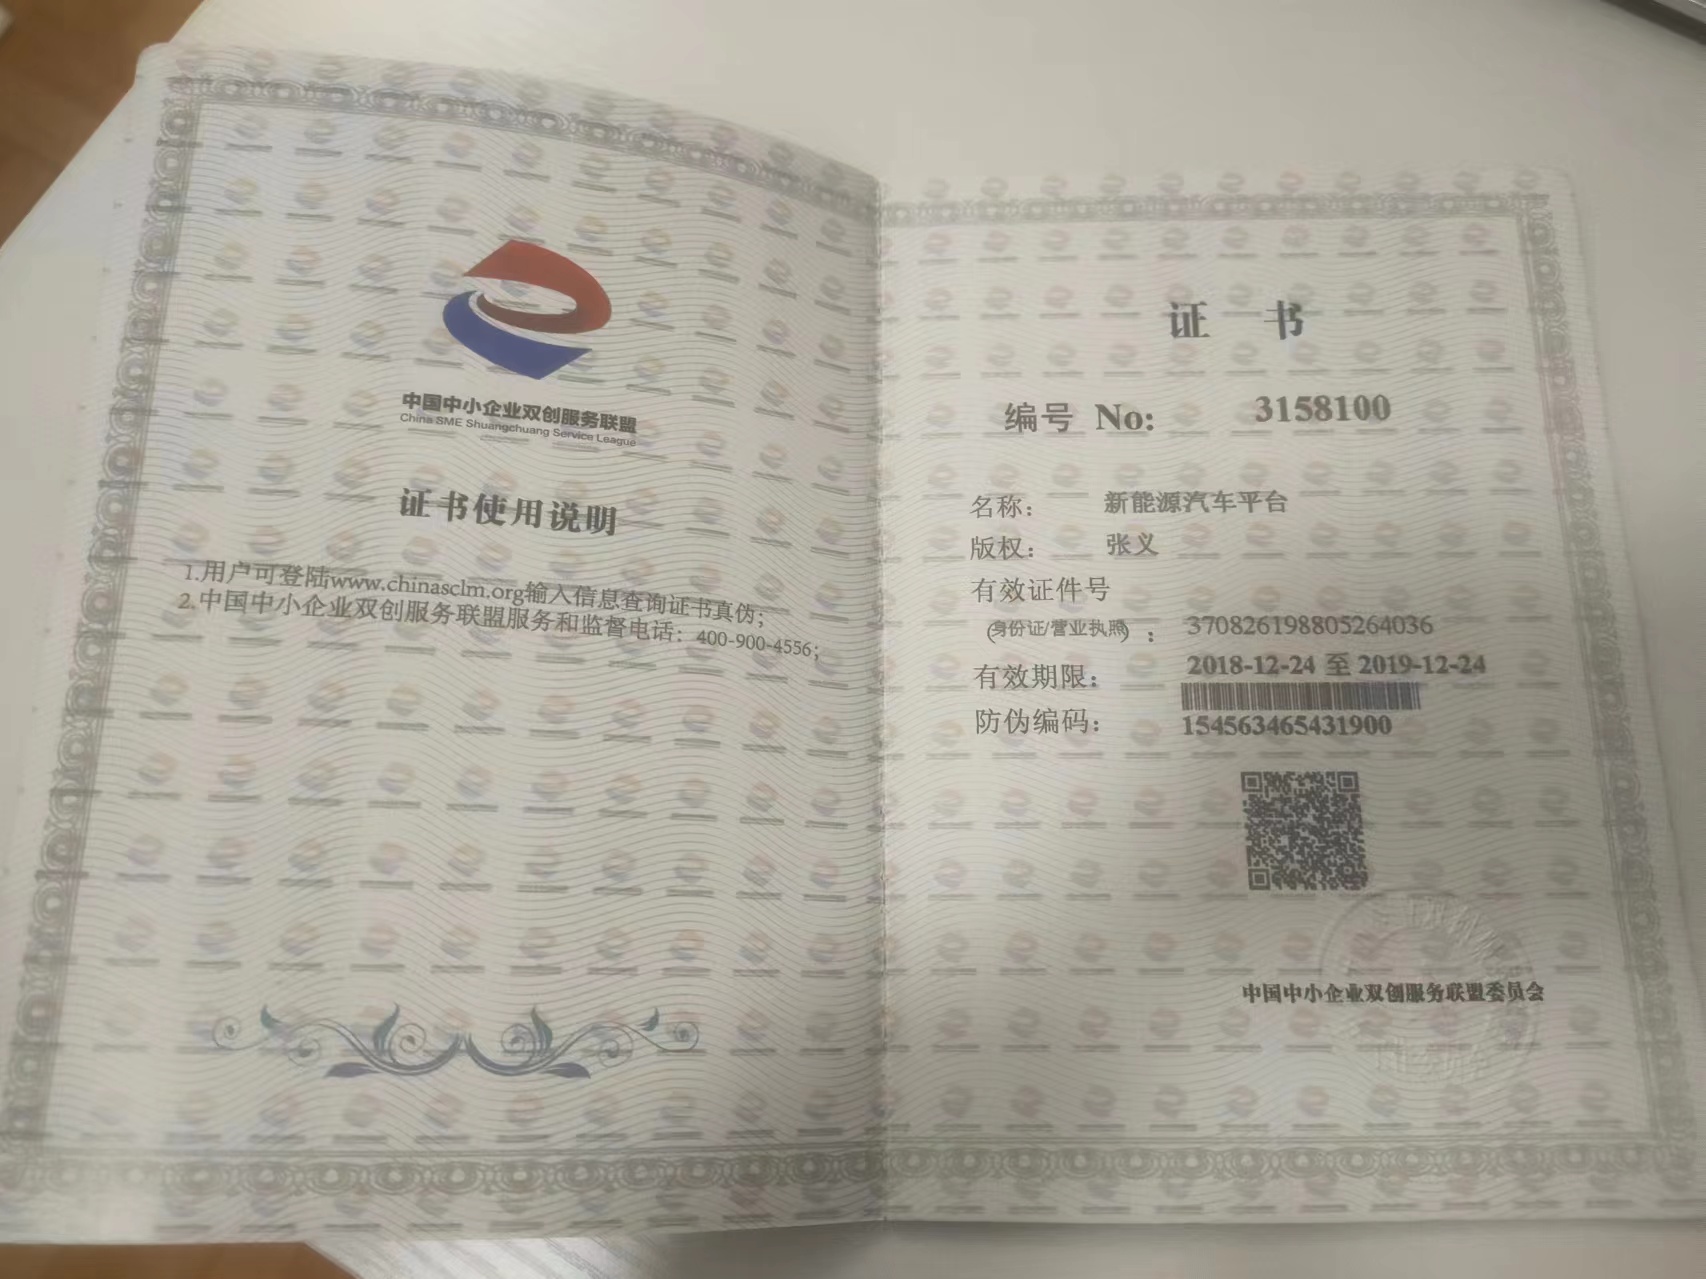 中国中小企业双创服务联盟
China SME Shuangchuang Service League
证书使用说明
1.用户可登陆www.chinasclm.org输入信息查询证书真伪；
2.中国中小企业双创服务联盟服务和监督电话：400-900-4556；
证 书
编号 No: 3158100
名称： 新能源汽车平台
版权： 张义
有效证件号
(身份证/营业执照)： 370826198805264036
有效期限： 2018-12-24 至 2019-12-24
防伪编码： 154563465431900
中国中小企业双创服务联盟委员会